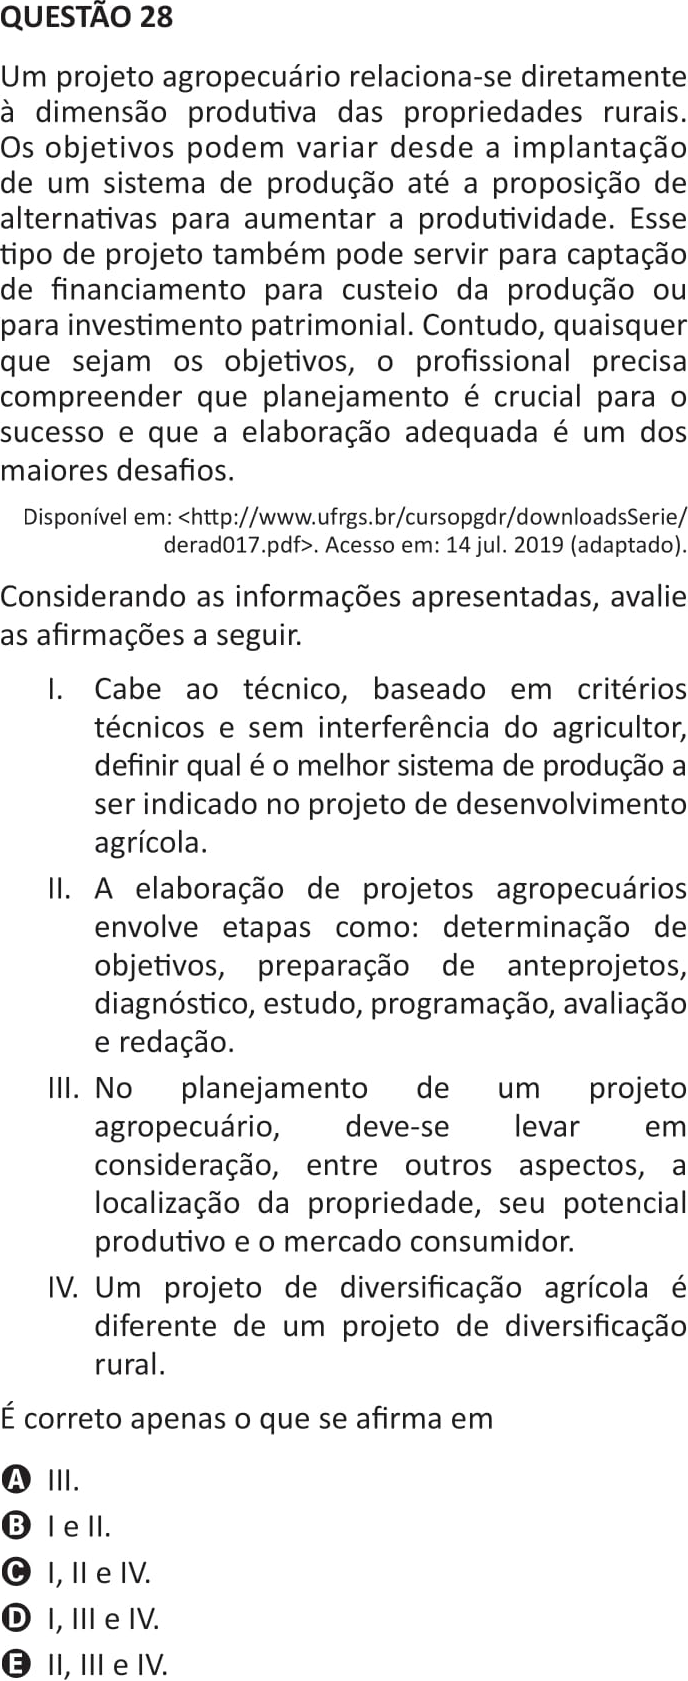 QUESTÃO 28
Um projeto agropecuário relaciona-se diretamente
à dimensão produtiva das propriedades rurais.
Os objetivos podem variar desde a implantação
de um sistema de produção até a proposição de
alternativas para aumentar a produtividade. Esse
tipo de projeto também pode servir para captação
de financiamento para custeio da produção ou
para investimento patrimonial. Contudo, quaisquer
que sejam os objetivos, o profissional precisa
compreender que planejamento é crucial para o
sucesso e que a elaboração adequada é um dos
maiores desafios.
Disponível em: <http://www.ufrgs.br/cursopgdr/downloadsSerie/
derad017.pdf>. Acesso em: 14 jul. 2019 (adaptado).
Considerando as informações apresentadas, avalie
as afirmações a seguir.
I. Cabe ao técnico, baseado em critérios
técnicos e sem interferência do agricultor,
definir qual é o melhor sistema de produção a
ser indicado no projeto de desenvolvimento
agrícola.
II. A elaboração de projetos agropecuários
envolve etapas como: determinação de
objetivos, preparação de anteprojetos,
diagnóstico, estudo, programação, avaliação
e redação.
III. No planejamento de um projeto
agropecuário, deve-se levar em
consideração, entre outros aspectos, a
localização da propriedade, seu potencial
produtivo e o mercado consumidor.
IV. Um projeto de diversificação agrícola é
diferente de um projeto de diversificação
rural.
É correto apenas o que se afirma em
A III.
B I e II.
C I, II e IV.
D I, III e IV.
E II, III e IV.